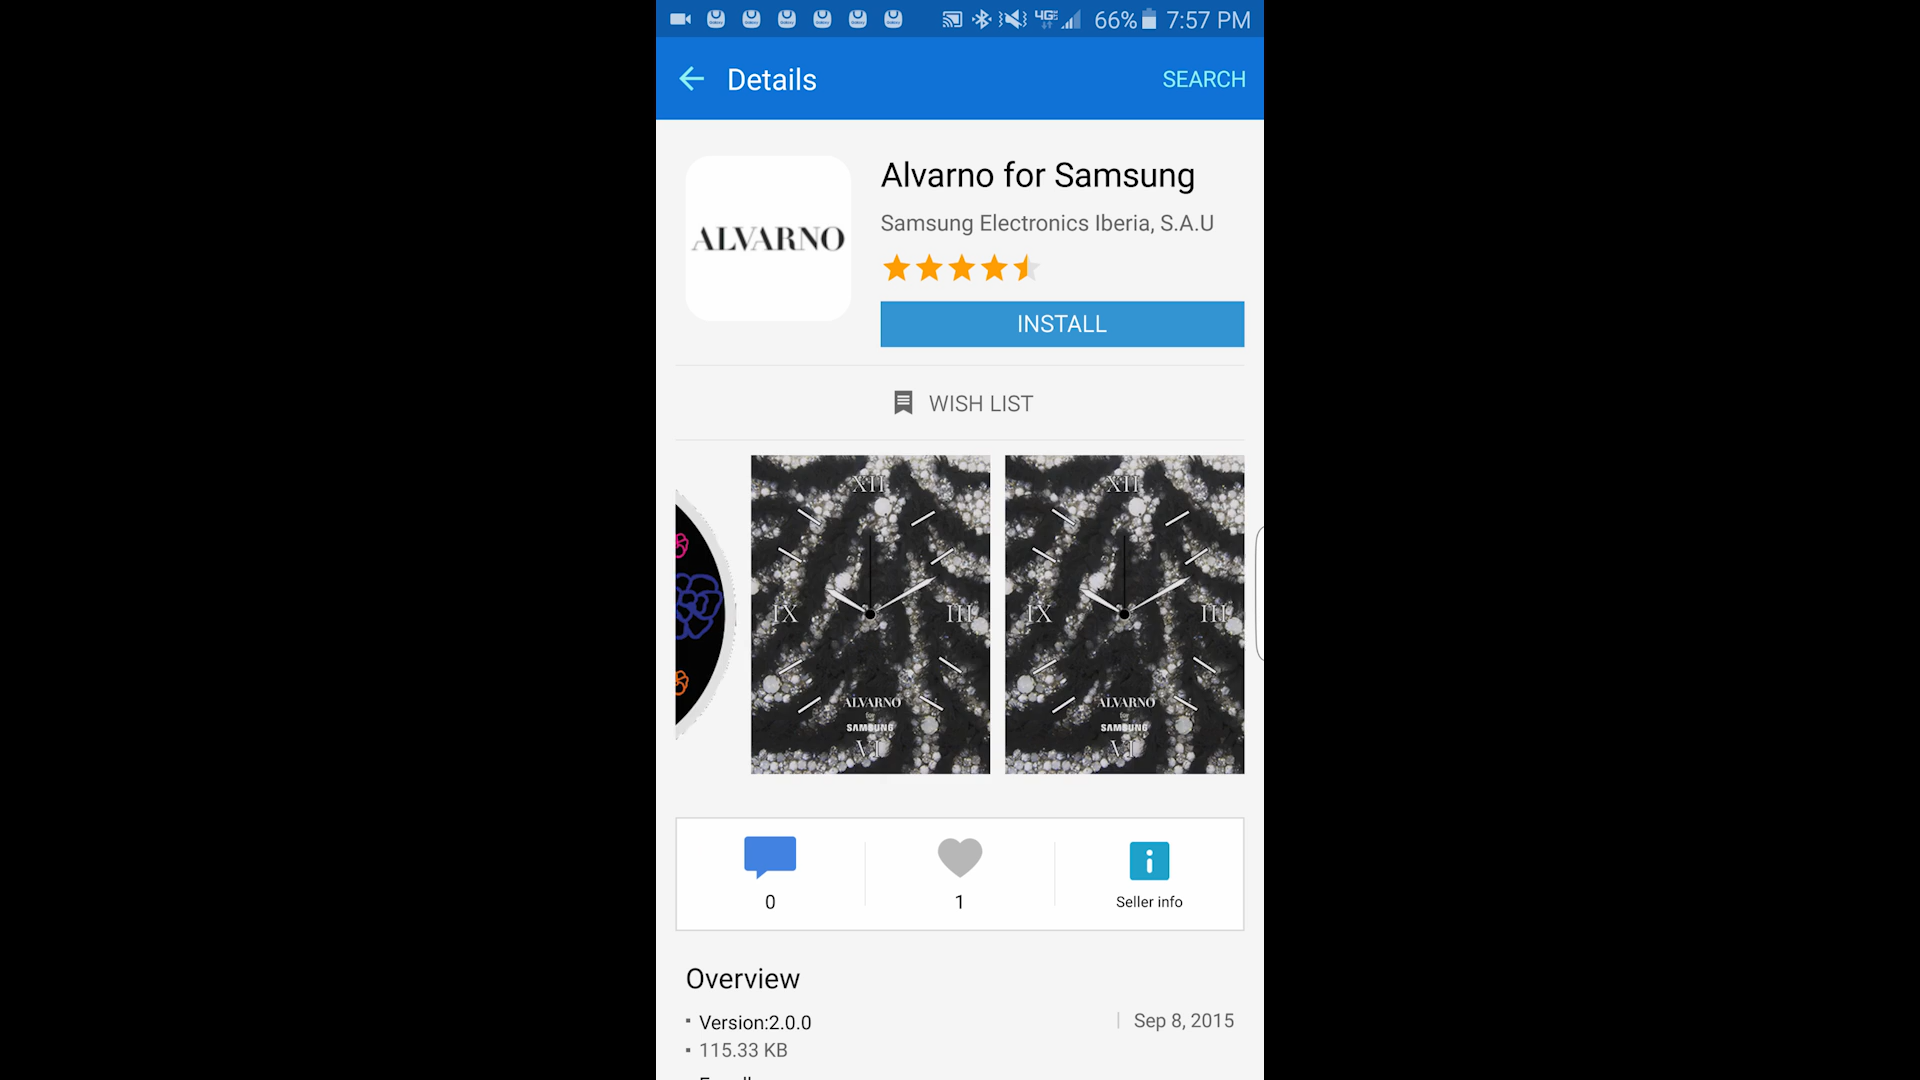 66% 7:57 PM
Details
SEARCH
ALVARNO
Alvarno for Samsung
Samsung Electronics Iberia, S.A.U
INSTALL
WISH LIST
XII
IX
III
ALVARNO
for
SAMSUNG
VI
XII
IX
III
ALVARNO
for
SAMSUNG
VI
0
1
Seller info
Overview
Version:2.0.0
Sep 8, 2015
115.33 KB